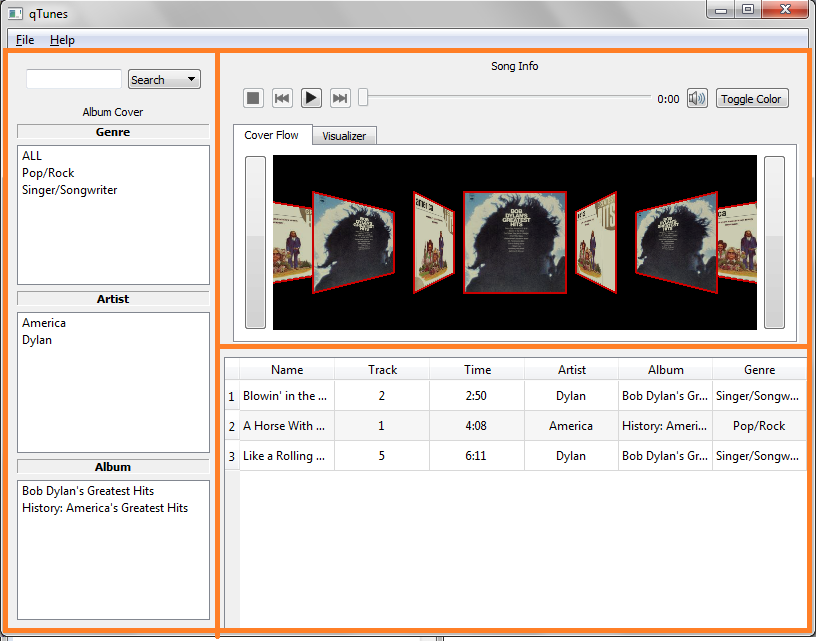 qTunes
File Help
Search
Album Cover
Genre
ALL
Pop/Rock
Singer/Songwriter
Artist
America
Dylan
Album
Bob Dylan's Greatest Hits
History: America's Greatest Hits
Song Info
0:00 Toggle Color
Cover Flow Visualizer
america
BOB
DYLAN'S
GREATEST
HITS
Name Track Time Artist Album Genre
1 Blowin' in the ... 2 2:50 Dylan Bob Dylan's Gr... Singer/Songw...
2 A Horse With ... 1 4:08 America History: Ameri... Pop/Rock
3 Like a Rolling ... 5 6:11 Dylan Bob Dylan's Gr... Singer/Songw...